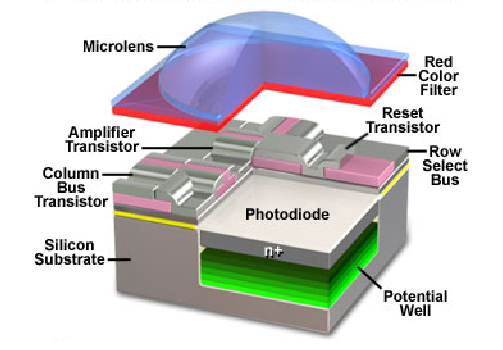 Microlens
Red
Color
Filter
Reset
Transistor
Amplifier
Transistor
Row
Select
Bus
Column
Bus
Transistor
Photodiode
Silicon
Substrate
n+
Potential
Well